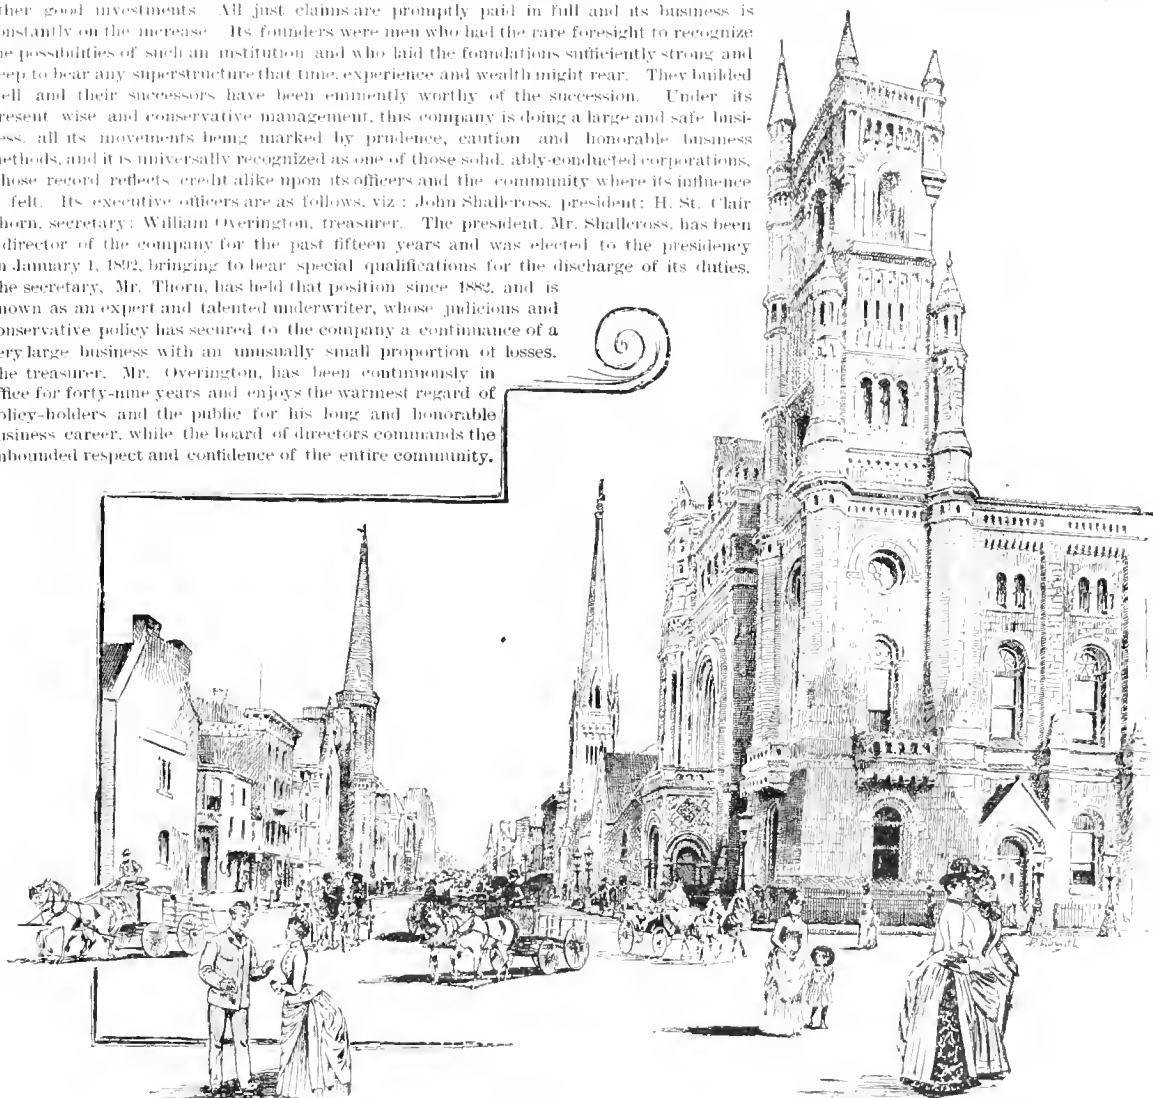 ther good investments All just claims are promptly paid in full and its business is
onstantly on the increase Its founders were men who had the rare foresight to recognize
he possibilities of such an institution and who laid the foundations sufficiently strong and
eep to bear any superstructure that time, experience and wealth might rear. They builded
ell and their successors have been eminently worthy of the succession. Under its
resent wise and conservative management, this company is doing a large and safe busi-
ess, all its movements being marked by prudence, caution and honorable business
ethods, and it is universally recognized as one of those solid, ably-conducted corporations,
hose record reflects credit alike upon its officers and the community where its influence
felt. Its executive officers are as follows, viz : John Shallcross, president; H. St. Clair
horn, secretary; William Overington, treasurer. The president, Mr. Shallcross, has been
director of the company for the past fifteen years and was elected to the presidency
n January 1, 1892, bringing to bear special qualifications for the discharge of its duties.
he secretary, Mr. Thorn, has held that position since 1882, and is
nown as an expert and talented underwriter, whose judicious and
onservative policy has secured to the company a continuance of a
ery large business with an unusually small proportion of losses.
he treasurer, Mr. Overington, has been continuously in
ffice for forty-nine years and enjoys the warmest regard of
olicy-holders and the public for his long and honorable
usiness career, while the board of directors commands the
nbounded respect and confidence of the entire community.